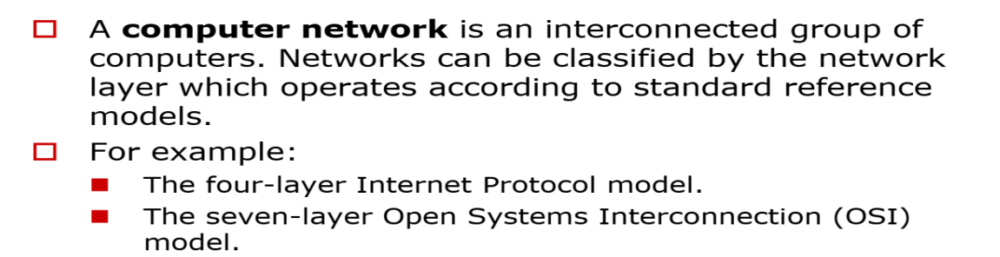 A computer network is an interconnected group of
computers. Networks can be classified by the network
layer which operates according to standard reference
models.
For example:
The four-layer Internet Protocol model.
The seven-layer Open Systems Interconnection (OSI)
model.